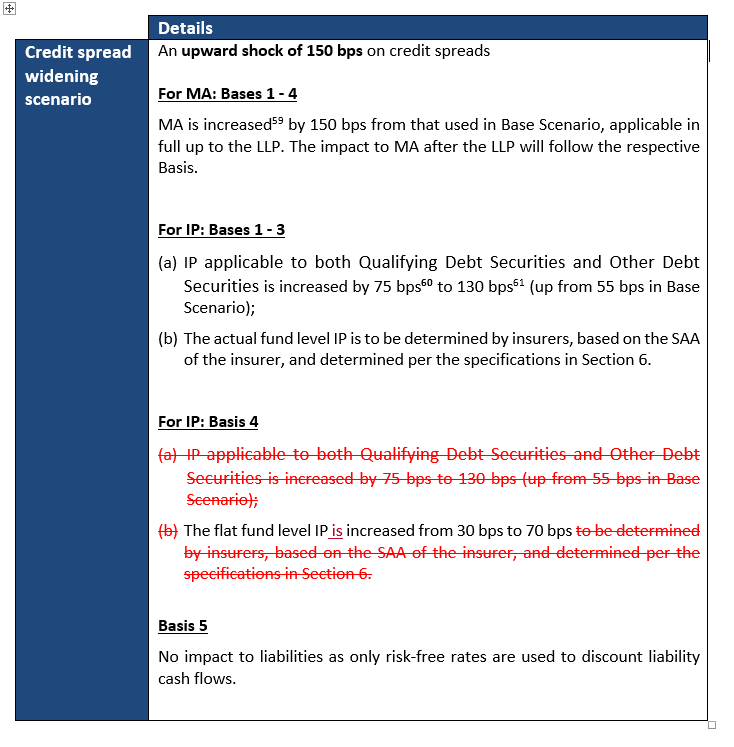 Details
Credit spread
widening
scenario
An upward shock of 150 bps on credit spreads
For MA: Bases 1 - 4
MA is increased59 by 150 bps from that used in Base Scenario, applicable in
full up to the LLP. The impact to MA after the LLP will follow the respective
Basis.
For IP: Bases 1 - 3
(a) IP applicable to both Qualifying Debt Securities and Other Debt
Securities is increased by 75 bps60 to 130 bps61 (up from 55 bps in Base
Scenario);
(b) The actual fund level IP is to be determined by insurers, based on the SAA
of the insurer, and determined per the specifications in Section 6.
For IP: Basis 4
(a) IP applicable to both Qualifying Debt Securities and Other Debt
Securities is increased by 75 bps to 130 bps (up from 55 bps in Base
Scenario);
(b) The flat fund level IP is increased from 30 bps to 70 bps to be determined
by insurers, based on the SAA of the insurer, and determined per the
specifications in Section 6.
Basis 5
No impact to liabilities as only risk-free rates are used to discount liability
cash flows.